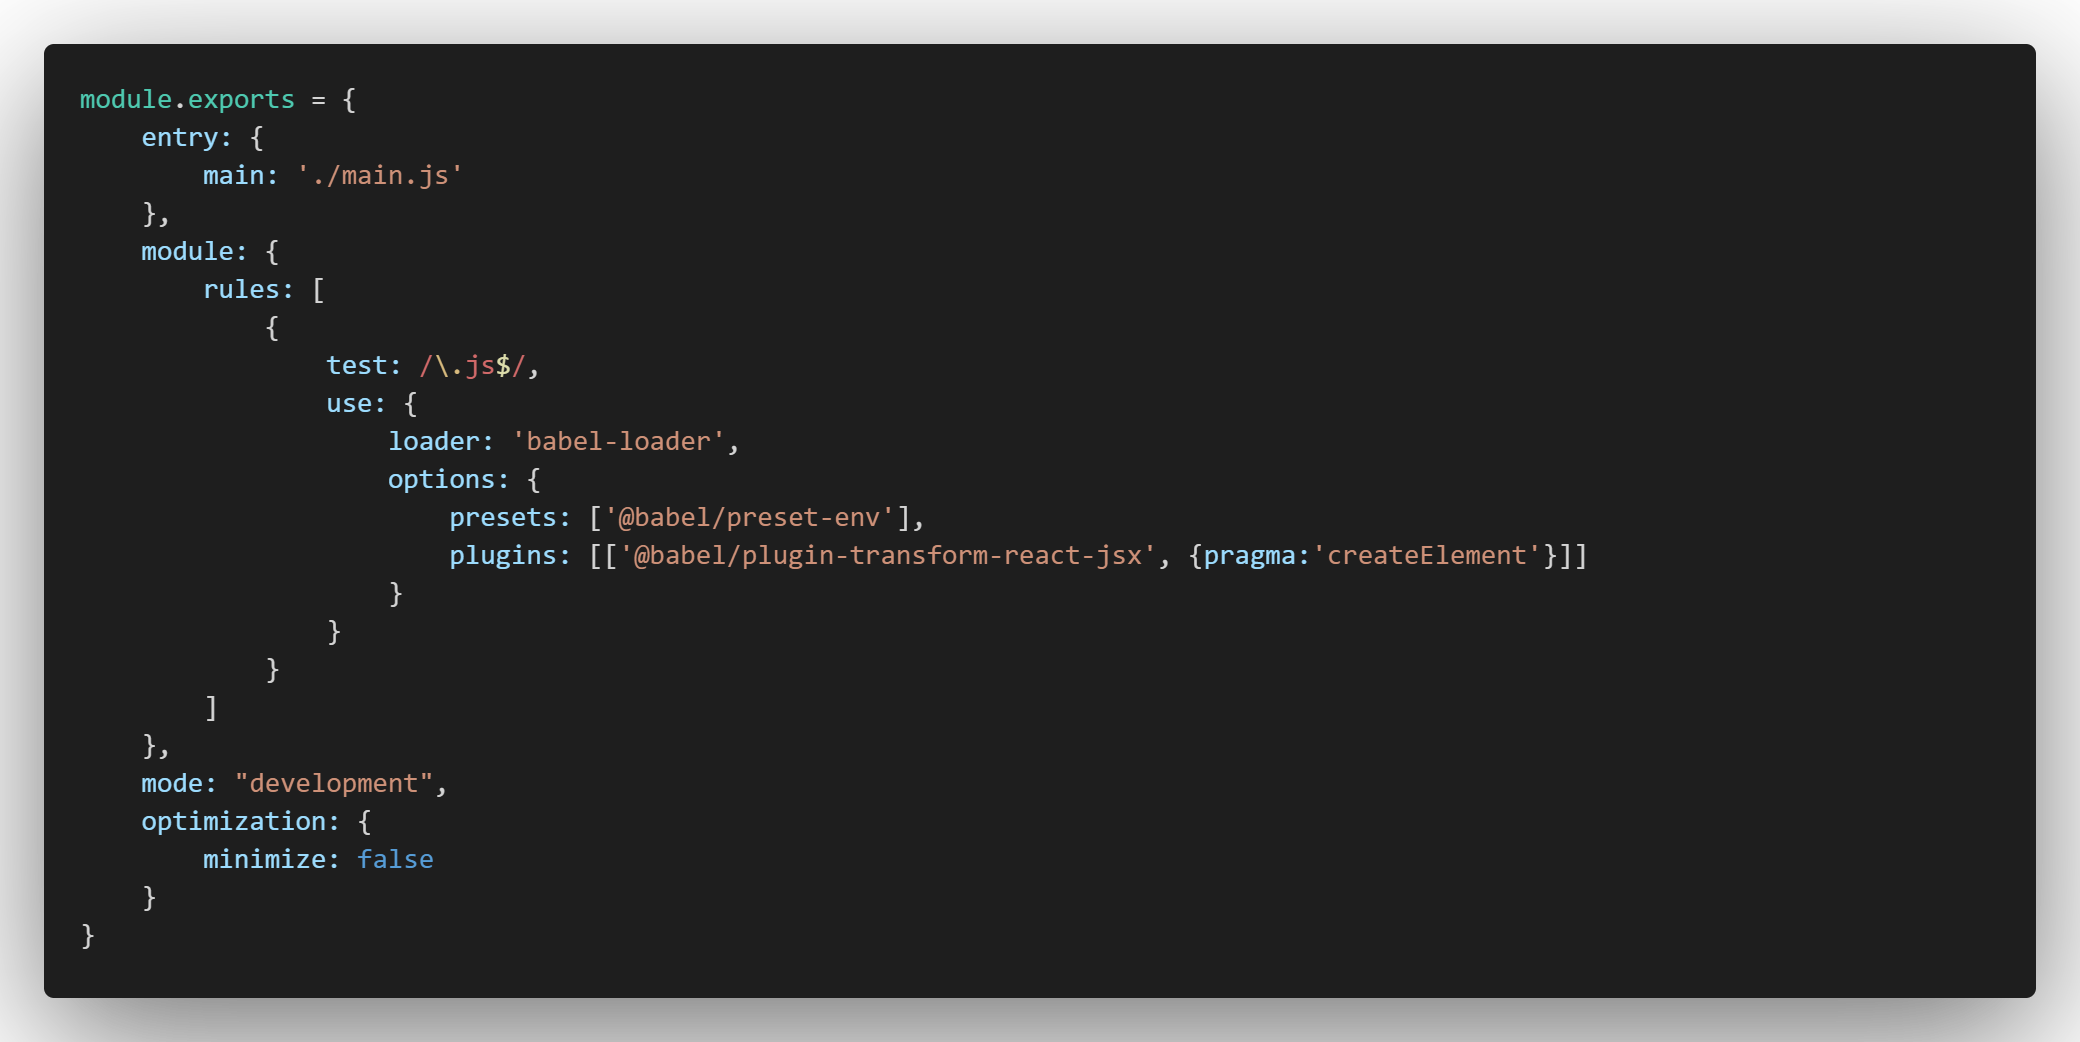 module.exports = {
    entry: {
        main: './main.js'
    },
    module: {
        rules: [
            {
                test: /\.js$/,
                use: {
                    loader: 'babel-loader',
                    options: {
                        presets: ['@babel/preset-env'],
                        plugins: [['@babel/plugin-transform-react-jsx', {pragma:'createElement'}]]
                    }
                }
            }
        ]
    },
    mode: "development",
    optimization: {
        minimize: false
    }
}